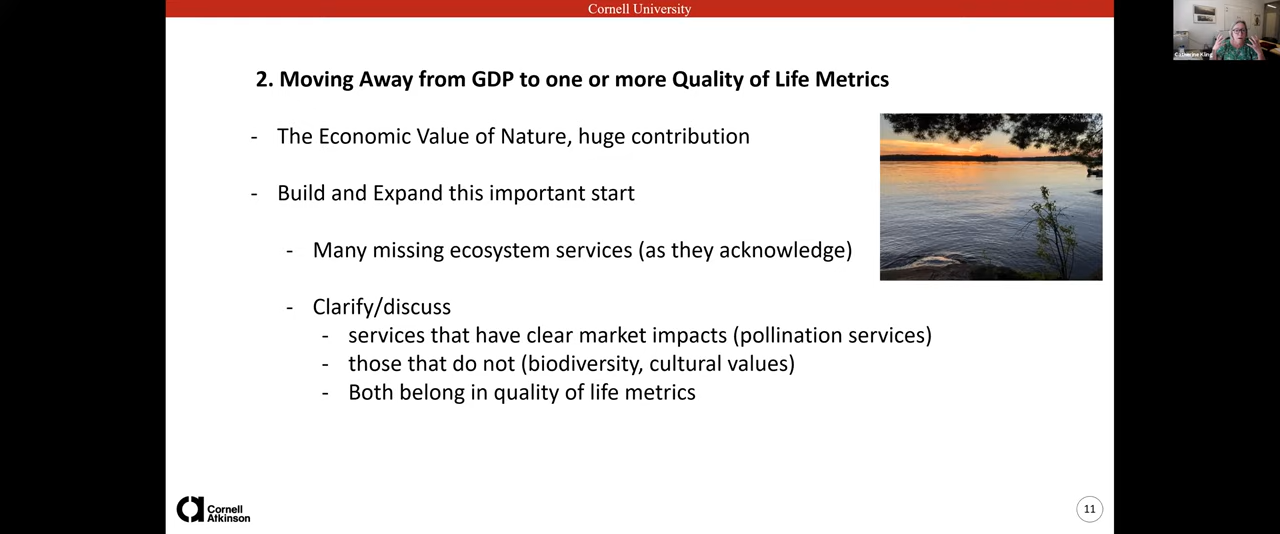 Cornell University
Catherine Kling
2. Moving Away from GDP to one or more Quality of Life Metrics
- The Economic Value of Nature, huge contribution
- Build and Expand this important start
- Many missing ecosystem services (as they acknowledge)
- Clarify/discuss
- services that have clear market impacts (pollination services)
- those that do not (biodiversity, cultural values)
- Both belong in quality of life metrics
Cornell
Atkinson
11